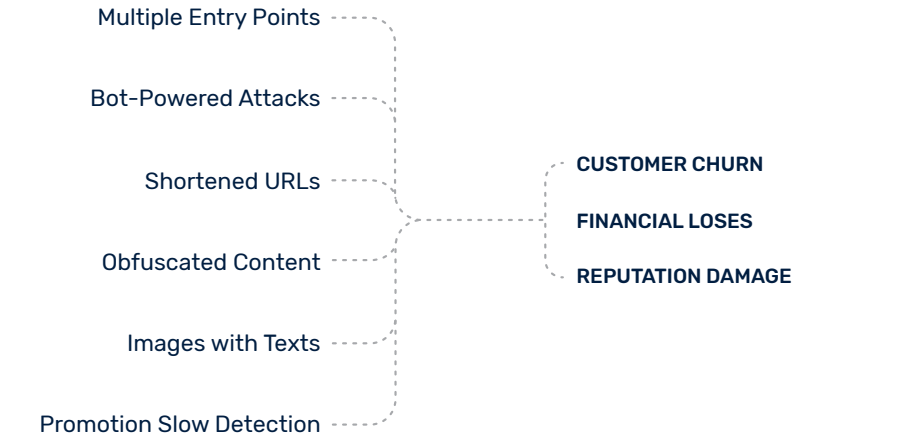 Multiple Entry Points
Bot-Powered Attacks
Shortened URLs
Obfuscated Content
Images with Texts
Promotion Slow Detection
CUSTOMER CHURN
FINANCIAL LOSES
REPUTATION DAMAGE